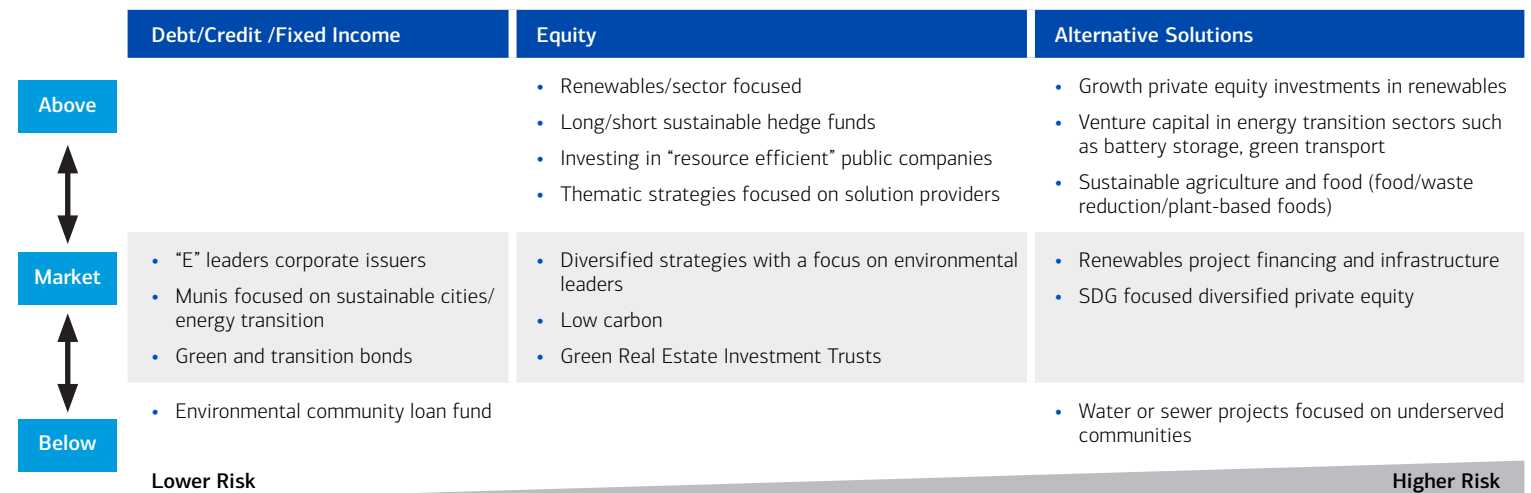 Debt/Credit /Fixed Income
Equity
Alternative Solutions
Above
• Renewables/sector focused
• Long/short sustainable hedge funds
• Investing in “resource efficient” public companies
• Thematic strategies focused on solution providers
• Growth private equity investments in renewables
• Venture capital in energy transition sectors such
as battery storage, green transport
• Sustainable agriculture and food (food/waste
reduction/plant-based foods)
Market
• “E” leaders corporate issuers
• Munis focused on sustainable cities/
energy transition
• Green and transition bonds
• Diversified strategies with a focus on environmental
leaders
• Low carbon
• Green Real Estate Investment Trusts
• Renewables project financing and infrastructure
• SDG focused diversified private equity
Below
• Environmental community loan fund
• Water or sewer projects focused on underserved
communities
Lower Risk
Higher Risk